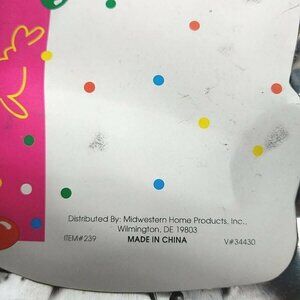 Distributed By: Midwestern Home Products, Inc.,
Wilmington, DE 19803
ITEM#239 MADE IN CHINA V#34430